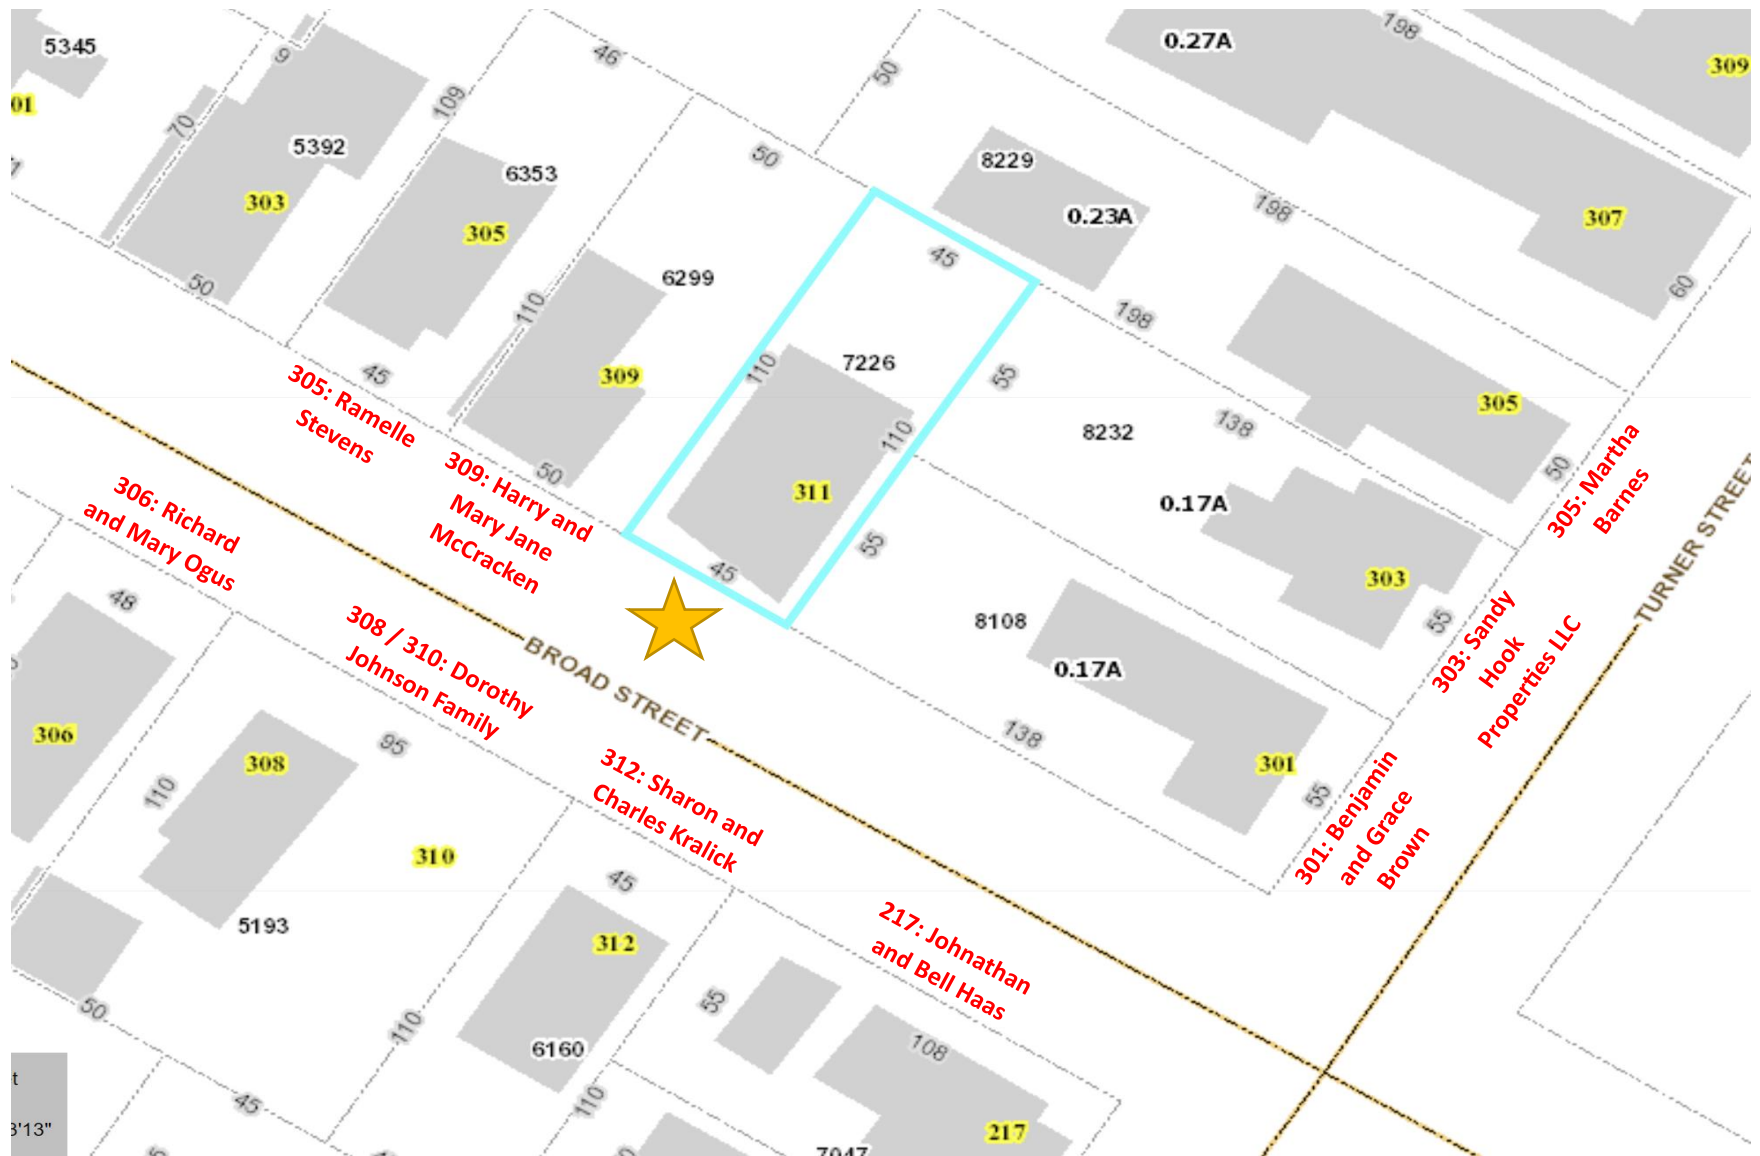 5345
9
46
198
0.27A
309
50
01
70
109
5392
6353
50
8229
303
305
198
0.23A
307
6299
45
50
110
198
60
309
45
110
7226
55
305
138
8232
110
50
305: Ramelle
Stevens
309: Harry and
Mary Jane
McCracken
50
311
0.17A
305: Martha
Barnes
TURNER STREET
306: Richard
and Mary Ogus
45
55
303
55
303: Sandy
Hook
Properties LLC
48
308 / 310: Dorothy
Johnson Family
BROAD STREET
8108
0.17A
306
308
95
138
301
55
110
312: Sharon and
Charles Kralick
301: Benjamin
and Grace
Brown
310
45
5193
312
217: Johnathan
and Bell Haas
50
110
6160
55
108
45
110
217
7047
t
3'13"